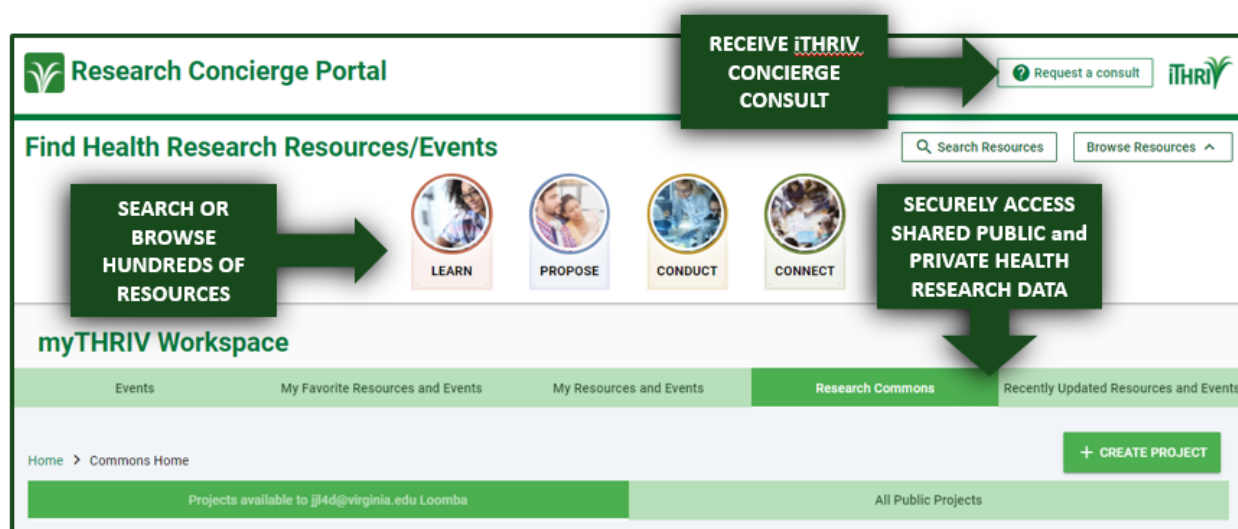 Research Concierge Portal
RECEIVE iTHRIV
CONCIERGE
CONSULT
Request a consult
iTHRIV
Find Health Research Resources/Events
Search Resources
Browse Resources
SEARCH OR
BROWSE
HUNDREDS OF
RESOURCES
LEARN
PROPOSE
CONDUCT
CONNECT
SECURELY ACCESS
SHARED PUBLIC and
PRIVATE HEALTH
RESEARCH DATA
myTHRIV Workspace
Events
My Favorite Resources and Events
My Resources and Events
Research Commons
Recently Updated Resources and Events
Home > Commons Home
+ CREATE PROJECT
Projects available to jjl4d@virginia.edu Loomba
All Public Projects